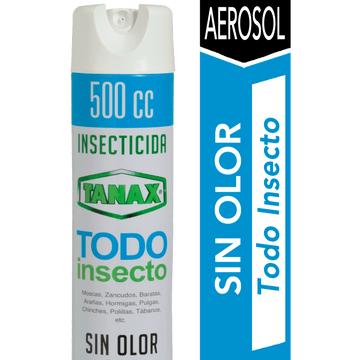 500 CC
INSECTICIDA
TANAX®
TODO
insecto
Moscas, Zancudos, Baratas,
Arañas, Hormigas, Pulgas,
Chinches, Polillas, Tábanos,
etc.
SIN OLOR
AEROSOL
SIN OLOR
Todo Insecto